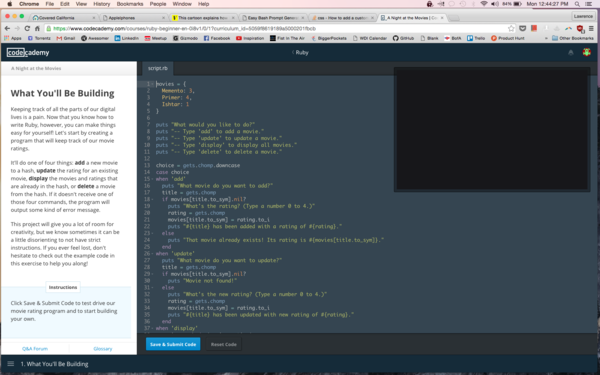 Chrome File Edit View History Bookmarks People Window Help
84%
Mon Oct 12, 12:44:27 PM
Covered California
Appleiphones
This cartoon explains how
Easy Bash Prompt Generator
css - How to add a custom
A Night at the Movies
Lawrence
https://www.codecademy.com/courses/ruby-beginner-en-0i8v1/0/1
Apps Torrents Gmail Bookmarks Meetup Gizmodo Inspiration Flat in The Air BiggerPockets WDI Calendar GitHub Blank BofA Trello Product Hunt Other Bookmarks
codecademy
Ruby
A Night at the Movies
script.rb
What You'll Be Building
Keeping track of all the parts of our digital
lives is a pain. Now that you know how to
write Ruby, however, you can make things
easy for yourself! Let's start by creating a
program that will keep track of our movie
ratings.
It'll do one of four things: add a new movie
to a hash, update the rating for an existing
movie, display the movies and ratings
that are already in the hash, or delete a
movie from the hash. If it doesn't receive one
of those four commands, the program will
output some kind of error message.
This project will give you a lot of room for
creativity, but we know sometimes it can be
a little disorienting to not have strict
instructions. If you ever feel lost, don't
hesitate to check out the example code in
this exercise to help you along!
Instructions
Click Save & Submit Code to test drive our
movie rating program and to start building
your own.
Q&A Forum Glossary
1 movies = {
2 Memento: 3,
3 Primer: 4,
4 Ishtar: 1
5 }
6
7 puts "What would you like to do?"
8 puts "-- Type 'add' to add a movie."
9 puts "-- Type 'update' to update a movie."
10 puts "-- Type 'display' to display all movies."
11 puts "-- Type 'delete' to delete a movie."
12
13 choice = gets.chomp.downcase
14 case choice
15 when 'add'
16 puts "What movie do you want to add?"
17 title = gets.chomp
18 if movies[title.to_sym].nil?
19 puts "What's the rating? (Type a number 0 to 4.)"
20 rating = gets.chomp
21 movies[title.to_sym] = rating.to_i
22 puts "#{title} has been added with a rating of #{rating}."
23 else
24 puts "That movie already exists! Its rating is #{movies[title.to_sym]}."
25 end
26 when 'update'
27 puts "What movie do you want to update?"
28 title = gets.chomp
29 if movies[title.to_sym].nil?
30 puts "Movie not found!"
31 else
32 puts "What's the new rating? (Type a number 0 to 4.)"
33 rating = gets.chomp
34 movies[title.to_sym] = rating.to_i
35 puts "#{title} has been updated with new rating of #{rating}."
36 end
37 when 'display'
Save & Submit Code Reset Code
1. What You'll Be Building